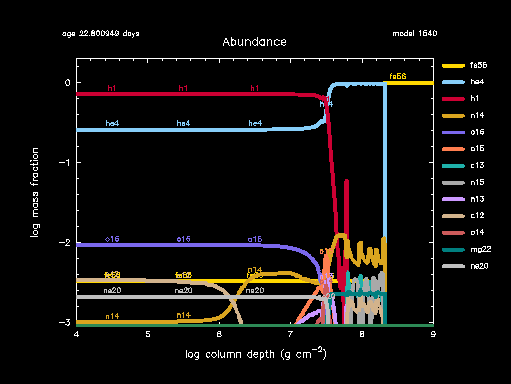 age 22.800949 days
model 1640
Abundance
log mass fraction
0
−1
−2
−3
h1 h1 h1
he4 he4 he4
he4
fe56
o16 o16 o16
fe56
n14
ne20 ne20 ne20
n14 n14
4 5 6 7 8 9
log column depth (g cm−2)
fe56
he4
h1
n14
o16
o15
c13
n15
n13
c12
o14
mg22
ne20